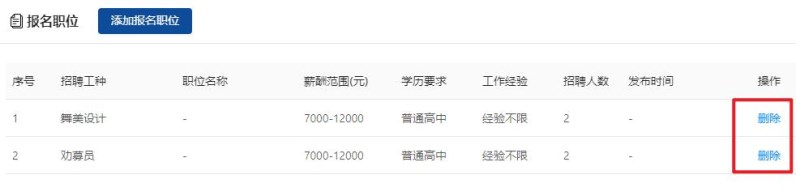 报名职位 添加报名职位
序号 招聘工种 职位名称 薪酬范围(元) 学历要求 工作经验 招聘人数 发布时间 操作
1 舞美设计 - 7000-12000 普通高中 经验不限 2 - 删除
2 劝募员 - 7000-12000 普通高中 经验不限 2 - 删除